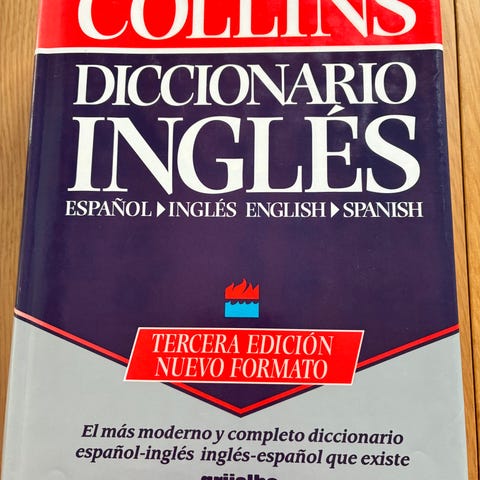 COLLINS
DICCIONARIO
INGLÉS
ESPAÑOL▶INGLÉS ENGLISH▶SPANISH
TERCERA EDICIÓN
NUEVO FORMATO
El más moderno y completo diccionario
español-inglés inglés-español que existe
grijalbo